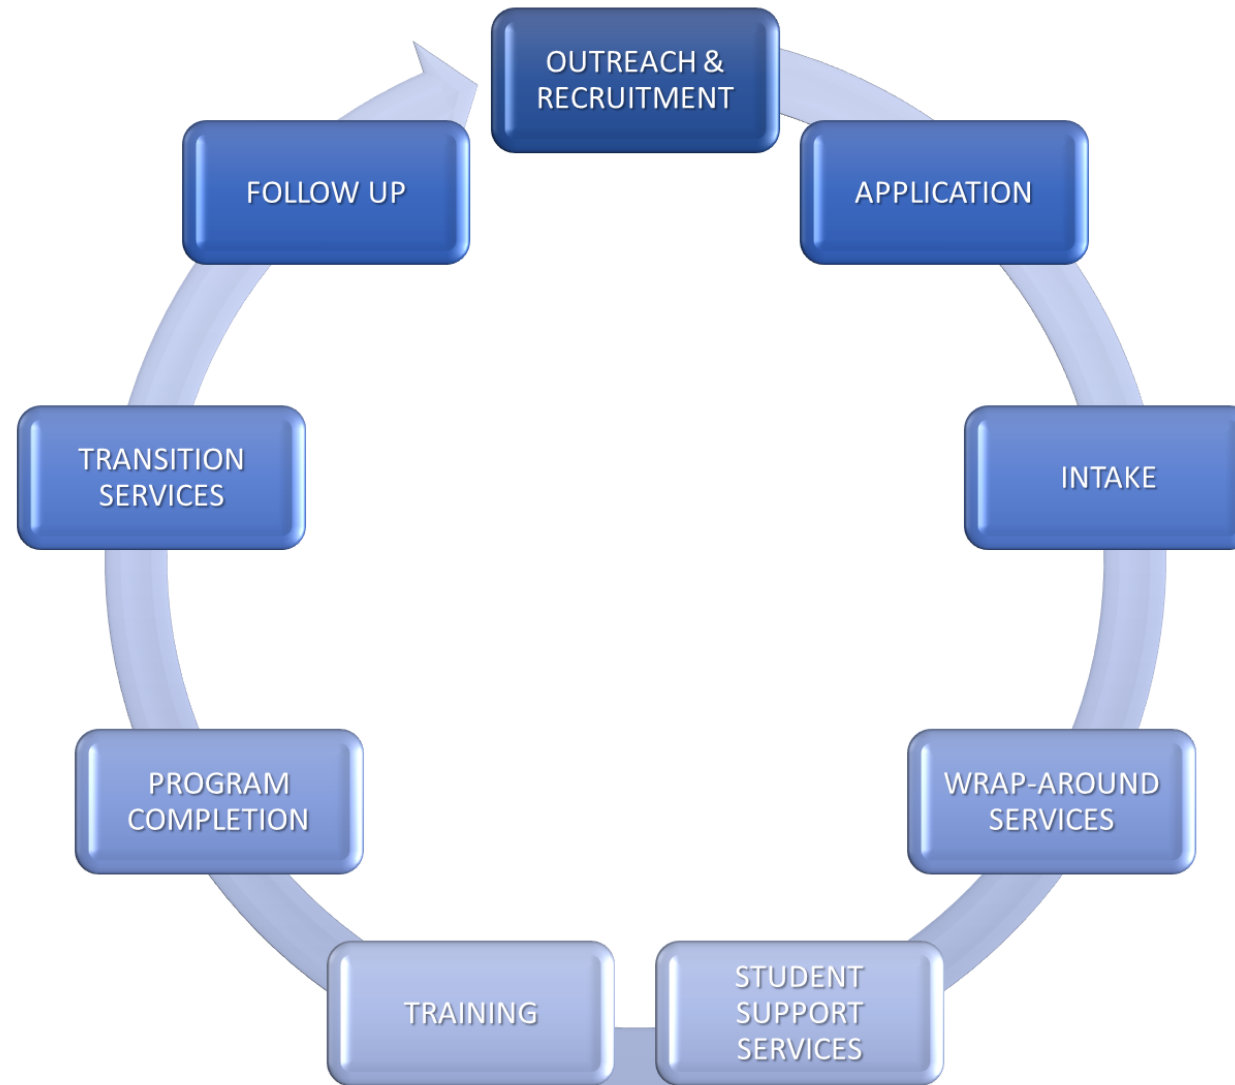 OUTREACH &
RECRUITMENT
APPLICATION
INTAKE
WRAP-AROUND
SERVICES
STUDENT
SUPPORT
SERVICES
TRAINING
PROGRAM
COMPLETION
TRANSITION
SERVICES
FOLLOW UP